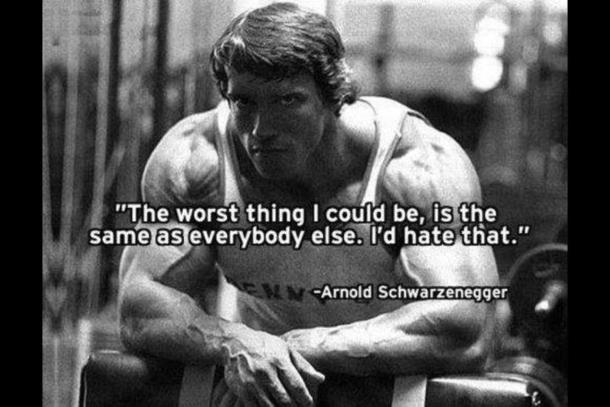 "The worst thing I could be, is the
same as everybody else. I'd hate that."
-Arnold Schwarzenegger